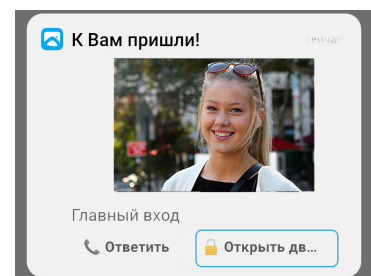 К Вам пришли!
сейчас
Главный вход
Ответить
Открыть дв...